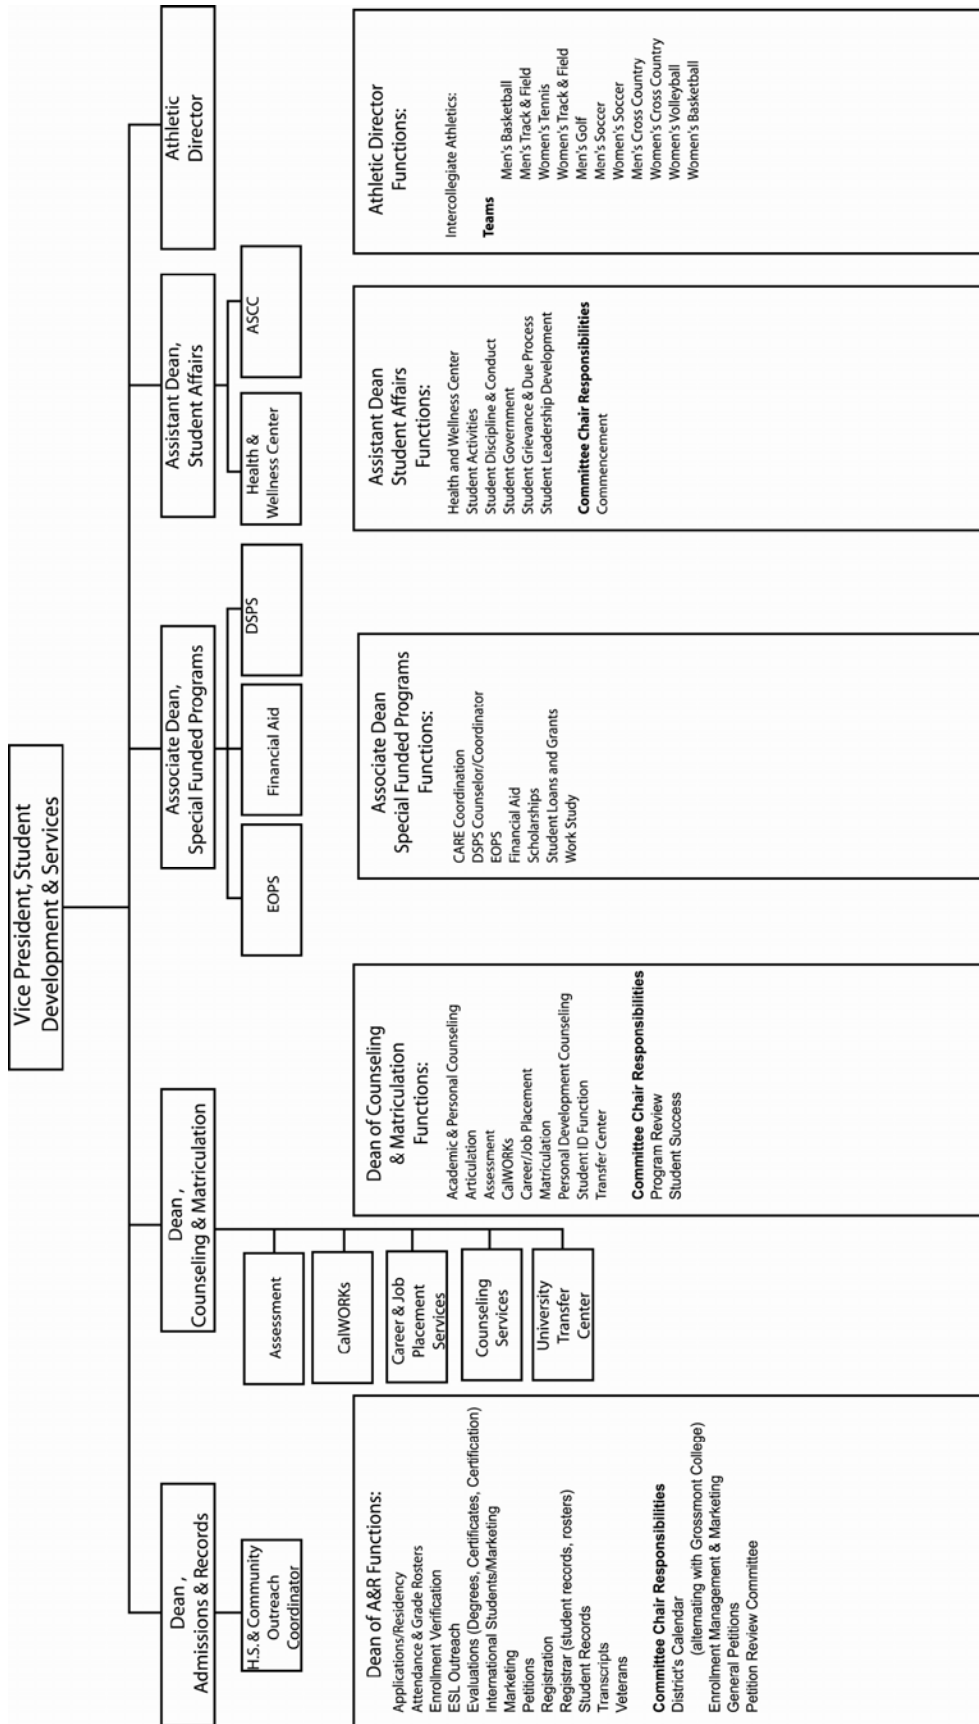 Vice President, Student
Development & Services
Dean ,
Admissions & Records
Dean ,
Counseling & Matriculation
Associate Dean,
Special Funded Programs
Assistant Dean,
Student Affairs
Athletic
Director
H.S. & Community
Outreach
Coordinator
Assessment
CalWORKs
Career & Job
Placement
Services
Counseling
Services
University
Transfer
Center
EOPS
Financial Aid
DSPS
Health &
Wellness Center
ASCC
Dean of A&R Functions:
Applications/Residency
Attendance & Grade Rosters
Enrollment Verification
ESL Outreach
Evaluations (Degrees, Certificates, Certification)
International Students/Marketing
Marketing
Petitions
Registration
Registrar (student records, rosters)
Student Records
Transcripts
Veterans
Committee Chair Responsibilities
District's Calendar
(alternating with Grossmont College)
Enrollment Management & Marketing
General Petitions
Petition Review Committee
Dean of Counseling
& Matriculation
Functions:
Academic & Personal Counseling
Articulation
Assessment
CalWORKs
Career/Job Placement
Matriculation
Personal Development Counseling
Student ID Function
Transfer Center
Committee Chair Responsibilities
Program Review
Student Success
Associate Dean
Special Funded Programs
Functions:
CARE Coordination
DSPS Counselor/Coordinator
EOPS
Financial Aid
Scholarships
Student Loans and Grants
Work Study
Assistant Dean
Student Affairs
Functions:
Health and Wellness Center
Student Activities
Student Discipline & Conduct
Student Government
Student Grievance & Due Process
Student Leadership Development
Committee Chair Responsibilities
Commencement
Athletic Director
Functions:
Intercollegiate Athletics:
Teams
Men's Basketball
Men's Track & Field
Women's Tennis
Women's Track & Field
Men's Golf
Men's Soccer
Women's Soccer
Men's Cross Country
Women's Cross Country
Women's Volleyball
Women's Basketball